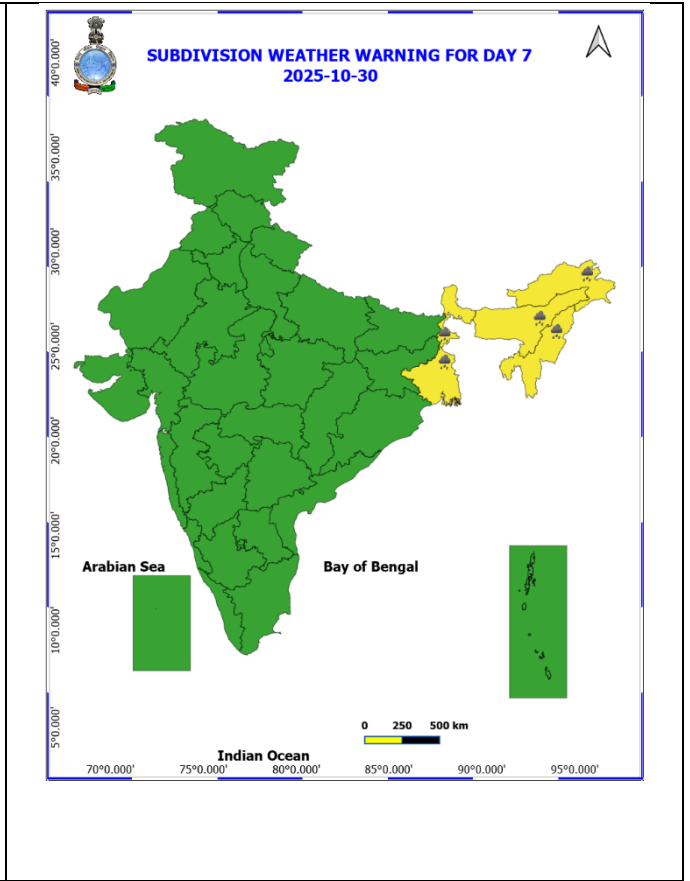 SUBDIVISION WEATHER WARNING FOR DAY 7
2025-10-30
40°0.000'
35°0.000'
30°0.000'
25°0.000'
20°0.000'
15°0.000'
10°0.000'
5°0.000'
Arabian Sea
Bay of Bengal
0 250 500 km
Indian Ocean
70°0.000' 75°0.000' 80°0.000' 85°0.000' 90°0.000' 95°0.000'